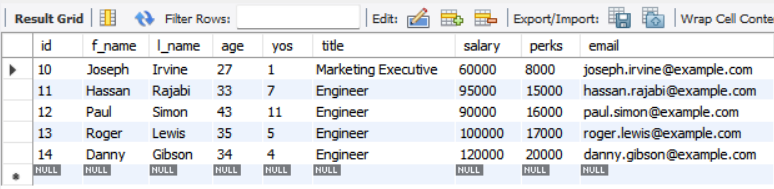 Result Grid Filter Rows: Edit: Export/Import: Wrap Cell Conte
id f_name l_name age yos title salary perks email
10 Joseph Irvine 27 1 Marketing Executive 60000 8000 joseph.irvine@example.com
11 Hassan Rajabi 33 7 Engineer 95000 15000 hassan.rajabi@example.com
12 Paul Simon 43 11 Engineer 90000 16000 paul.simon@example.com
13 Roger Lewis 35 5 Engineer 100000 17000 roger.lewis@example.com
14 Danny Gibson 34 4 Engineer 120000 20000 danny.gibson@example.com
NULL NULL NULL NULL NULL NULL NULL NULL NULL